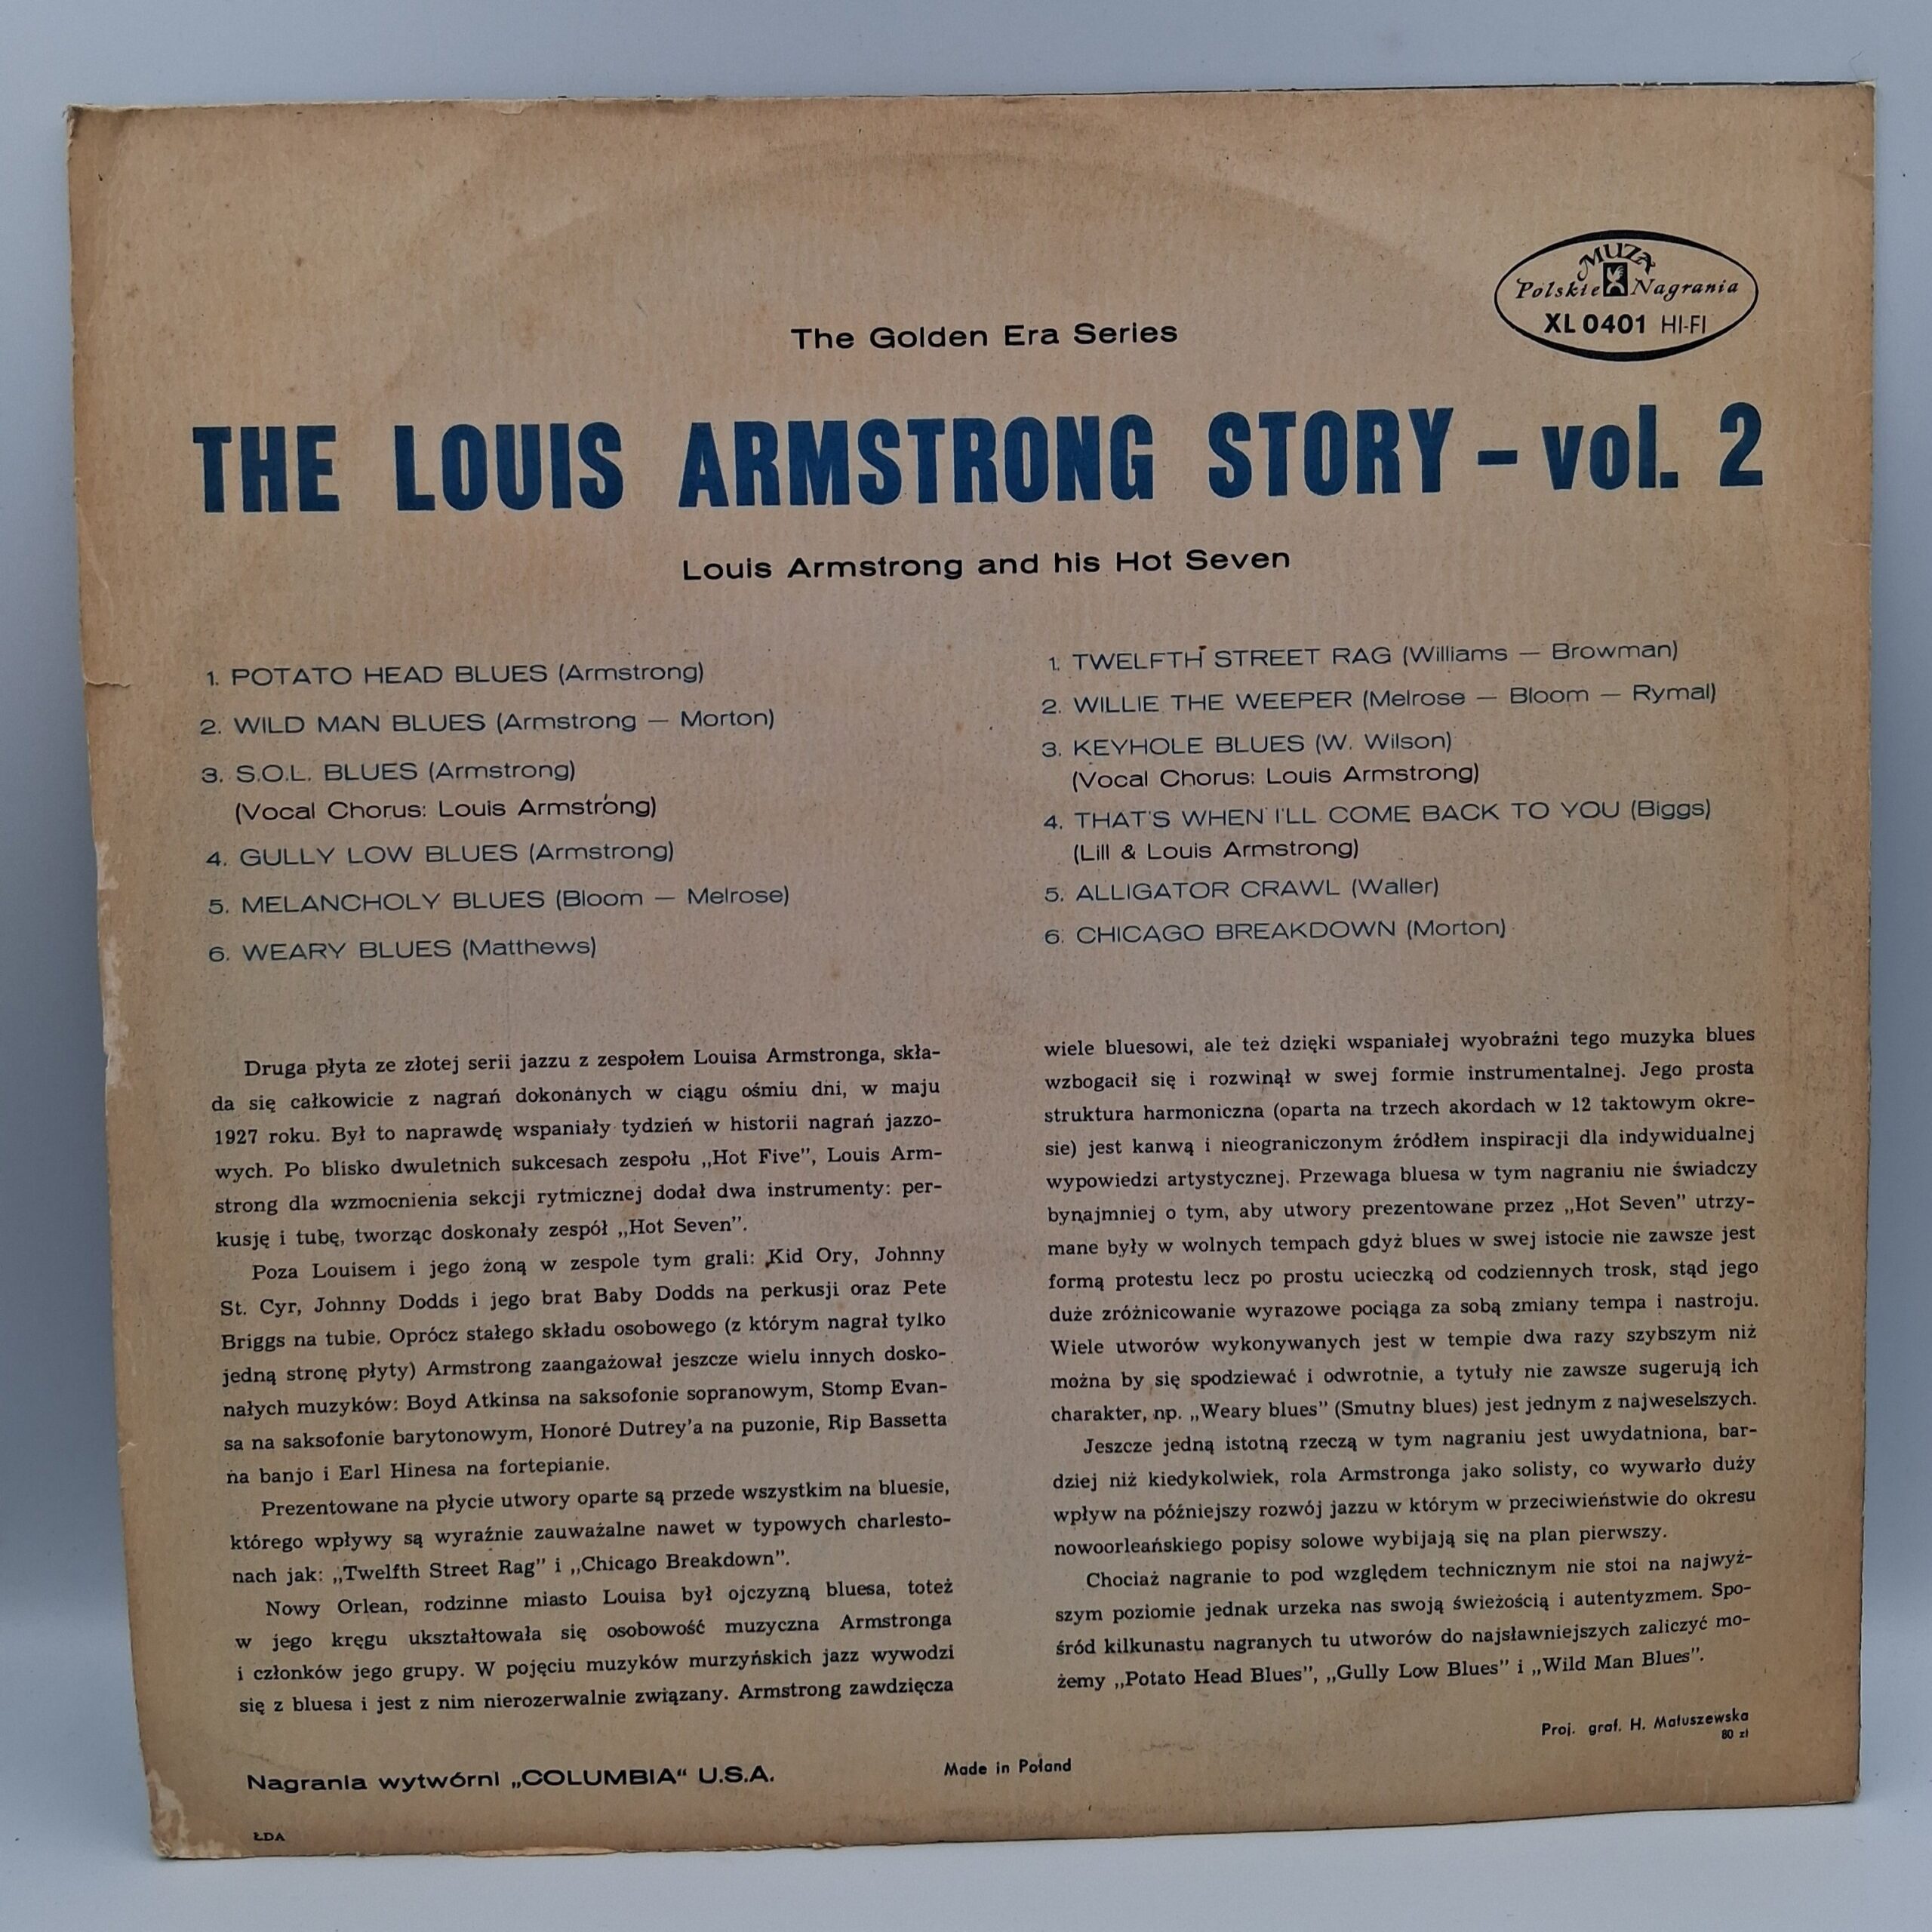 MUZA
Polskie Nagrania
XL 0401 HI-FI
The Golden Era Series
THE LOUIS ARMSTRONG STORY – vol. 2
Louis Armstrong and his Hot Seven
1. POTATO HEAD BLUES (Armstrong)
2. WILD MAN BLUES (Armstrong — Morton)
3. S.O.L. BLUES (Armstrong)
(Vocal Chorus: Louis Armstrong)
4. GULLY LOW BLUES (Armstrong)
5. MELANCHOLY BLUES (Bloom — Melrose)
6. WEARY BLUES (Matthews)
1. TWELFTH STREET RAG (Williams — Browman)
2. WILLIE THE WEEPER (Melrose — Bloom — Rymal)
3. KEYHOLE BLUES (W. Wilson)
(Vocal Chorus: Louis Armstrong)
4. THAT'S WHEN I'LL COME BACK TO YOU (Biggs)
(Lill & Louis Armstrong)
5. ALLIGATOR CRAWL (Waller)
6. CHICAGO BREAKDOWN (Morton)
Druga płyta ze złotej serii jazzu z zespołem Louisa Armstronga, skła-
da się całkowicie z nagrań dokonanych w ciągu ośmiu dni, w maju
1927 roku. Był to naprawdę wspaniały tydzień w historii nagrań jazzo-
wych. Po blisko dwuletnich sukcesach zespołu „Hot Five”, Louis Arm-
strong dla wzmocnienia sekcji rytmicznej dodał dwa instrumenty: per-
kusję i tubę, tworząc doskonały zespół „Hot Seven”.
Poza Louisem i jego żoną w zespole tym grali: Kid Ory, Johnny
St. Cyr, Johnny Dodds i jego brat Baby Dodds na perkusji oraz Pete
Briggs na tubie. Oprócz stałego składu osobowego (z którym nagrał tylko
jedną stronę płyty) Armstrong zaangażował jeszcze wielu innych dosko-
nałych muzyków: Boyd Atkinsa na saksofonie sopranowym, Stomp Evan-
sa na saksofonie barytonowym, Honoré Dutrey'a na puzonie, Rip Bassetta
na banjo i Earl Hinesa na fortepianie.
Prezentowane na płycie utwory oparte są przede wszystkim na bluesie,
którego wpływy są wyraźnie zauważalne nawet w typowych charlesto-
nach jak: „Twelfth Street Rag” i „Chicago Breakdown”.
Nowy Orlean, rodzinne miasto Louisa był ojczyzną bluesa, toteż
w jego kręgu ukształtowała się osobowość muzyczna Armstronga
i członków jego grupy. W pojęciu muzyków murzyńskich jazz wywodzi
się z bluesa i jest z nim nierozerwalnie związany. Armstrong zawdzięcza
wiele bluesowi, ale też dzięki wspaniałej wyobraźni tego muzyka blues
wzbogacił się i rozwinął w swej formie instrumentalnej. Jego prosta
struktura harmoniczna (oparta na trzech akordach w 12 taktowym okre-
sie) jest kanwą i nieograniczonym źródłem inspiracji dla indywidualnej
wypowiedzi artystycznej. Przewaga bluesa w tym nagraniu nie świadczy
bynajmniej o tym, aby utwory prezentowane przez „Hot Seven” utrzy-
mane były w wolnych tempach gdyż blues w swej istocie nie zawsze jest
formą protestu lecz po prostu ucieczką od codziennych trosk, stąd jego
duże zróżnicowanie wyrazowe pociąga za sobą zmiany tempa i nastroju.
Wiele utworów wykonywanych jest w tempie dwa razy szybszym niż
można by się spodziewać i odwrotnie, a tytuły nie zawsze sugerują ich
charakter, np. „Weary blues” (Smutny blues) jest jednym z najweselszych.
Jeszcze jedną istotną rzeczą w tym nagraniu jest uwydatniona, bar-
dziej niż kiedykolwiek, rola Armstronga jako solisty, co wywarło duży
wpływ na późniejszy rozwój jazzu w którym w przeciwieństwie do okresu
nowoorleańskiego popisy solowe wybijają się na plan pierwszy.
Chociaż nagranie to pod względem technicznym nie stoi na najwyż-
szym poziomie jednak urzeka nas swoją świeżością i autentyzmem. Spo-
śród kilkunastu nagranych tu utworów do najsławniejszych zaliczyć mo-
żemy „Potato Head Blues”, „Gully Low Blues” i „Wild Man Blues”.
Proj. graf. H. Matuszewska
80 zł
Nagrania wytwórni „COLUMBIA“ U.S.A.
Made in Poland
ŁDA